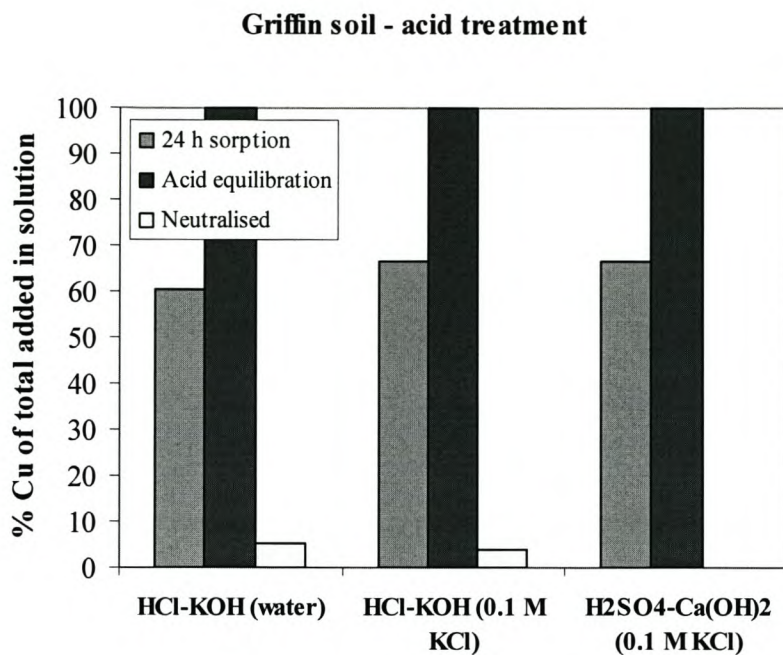 Griffin soil - acid treatment
% Cu of total added in solution
100
90
80
70
60
50
40
30
20
10
0
24 h sorption
Acid equilibration
Neutralised
HCl-KOH (water)
HCl-KOH (0.1 M
KCl)
H2SO4-Ca(OH)2
(0.1 M KCl)